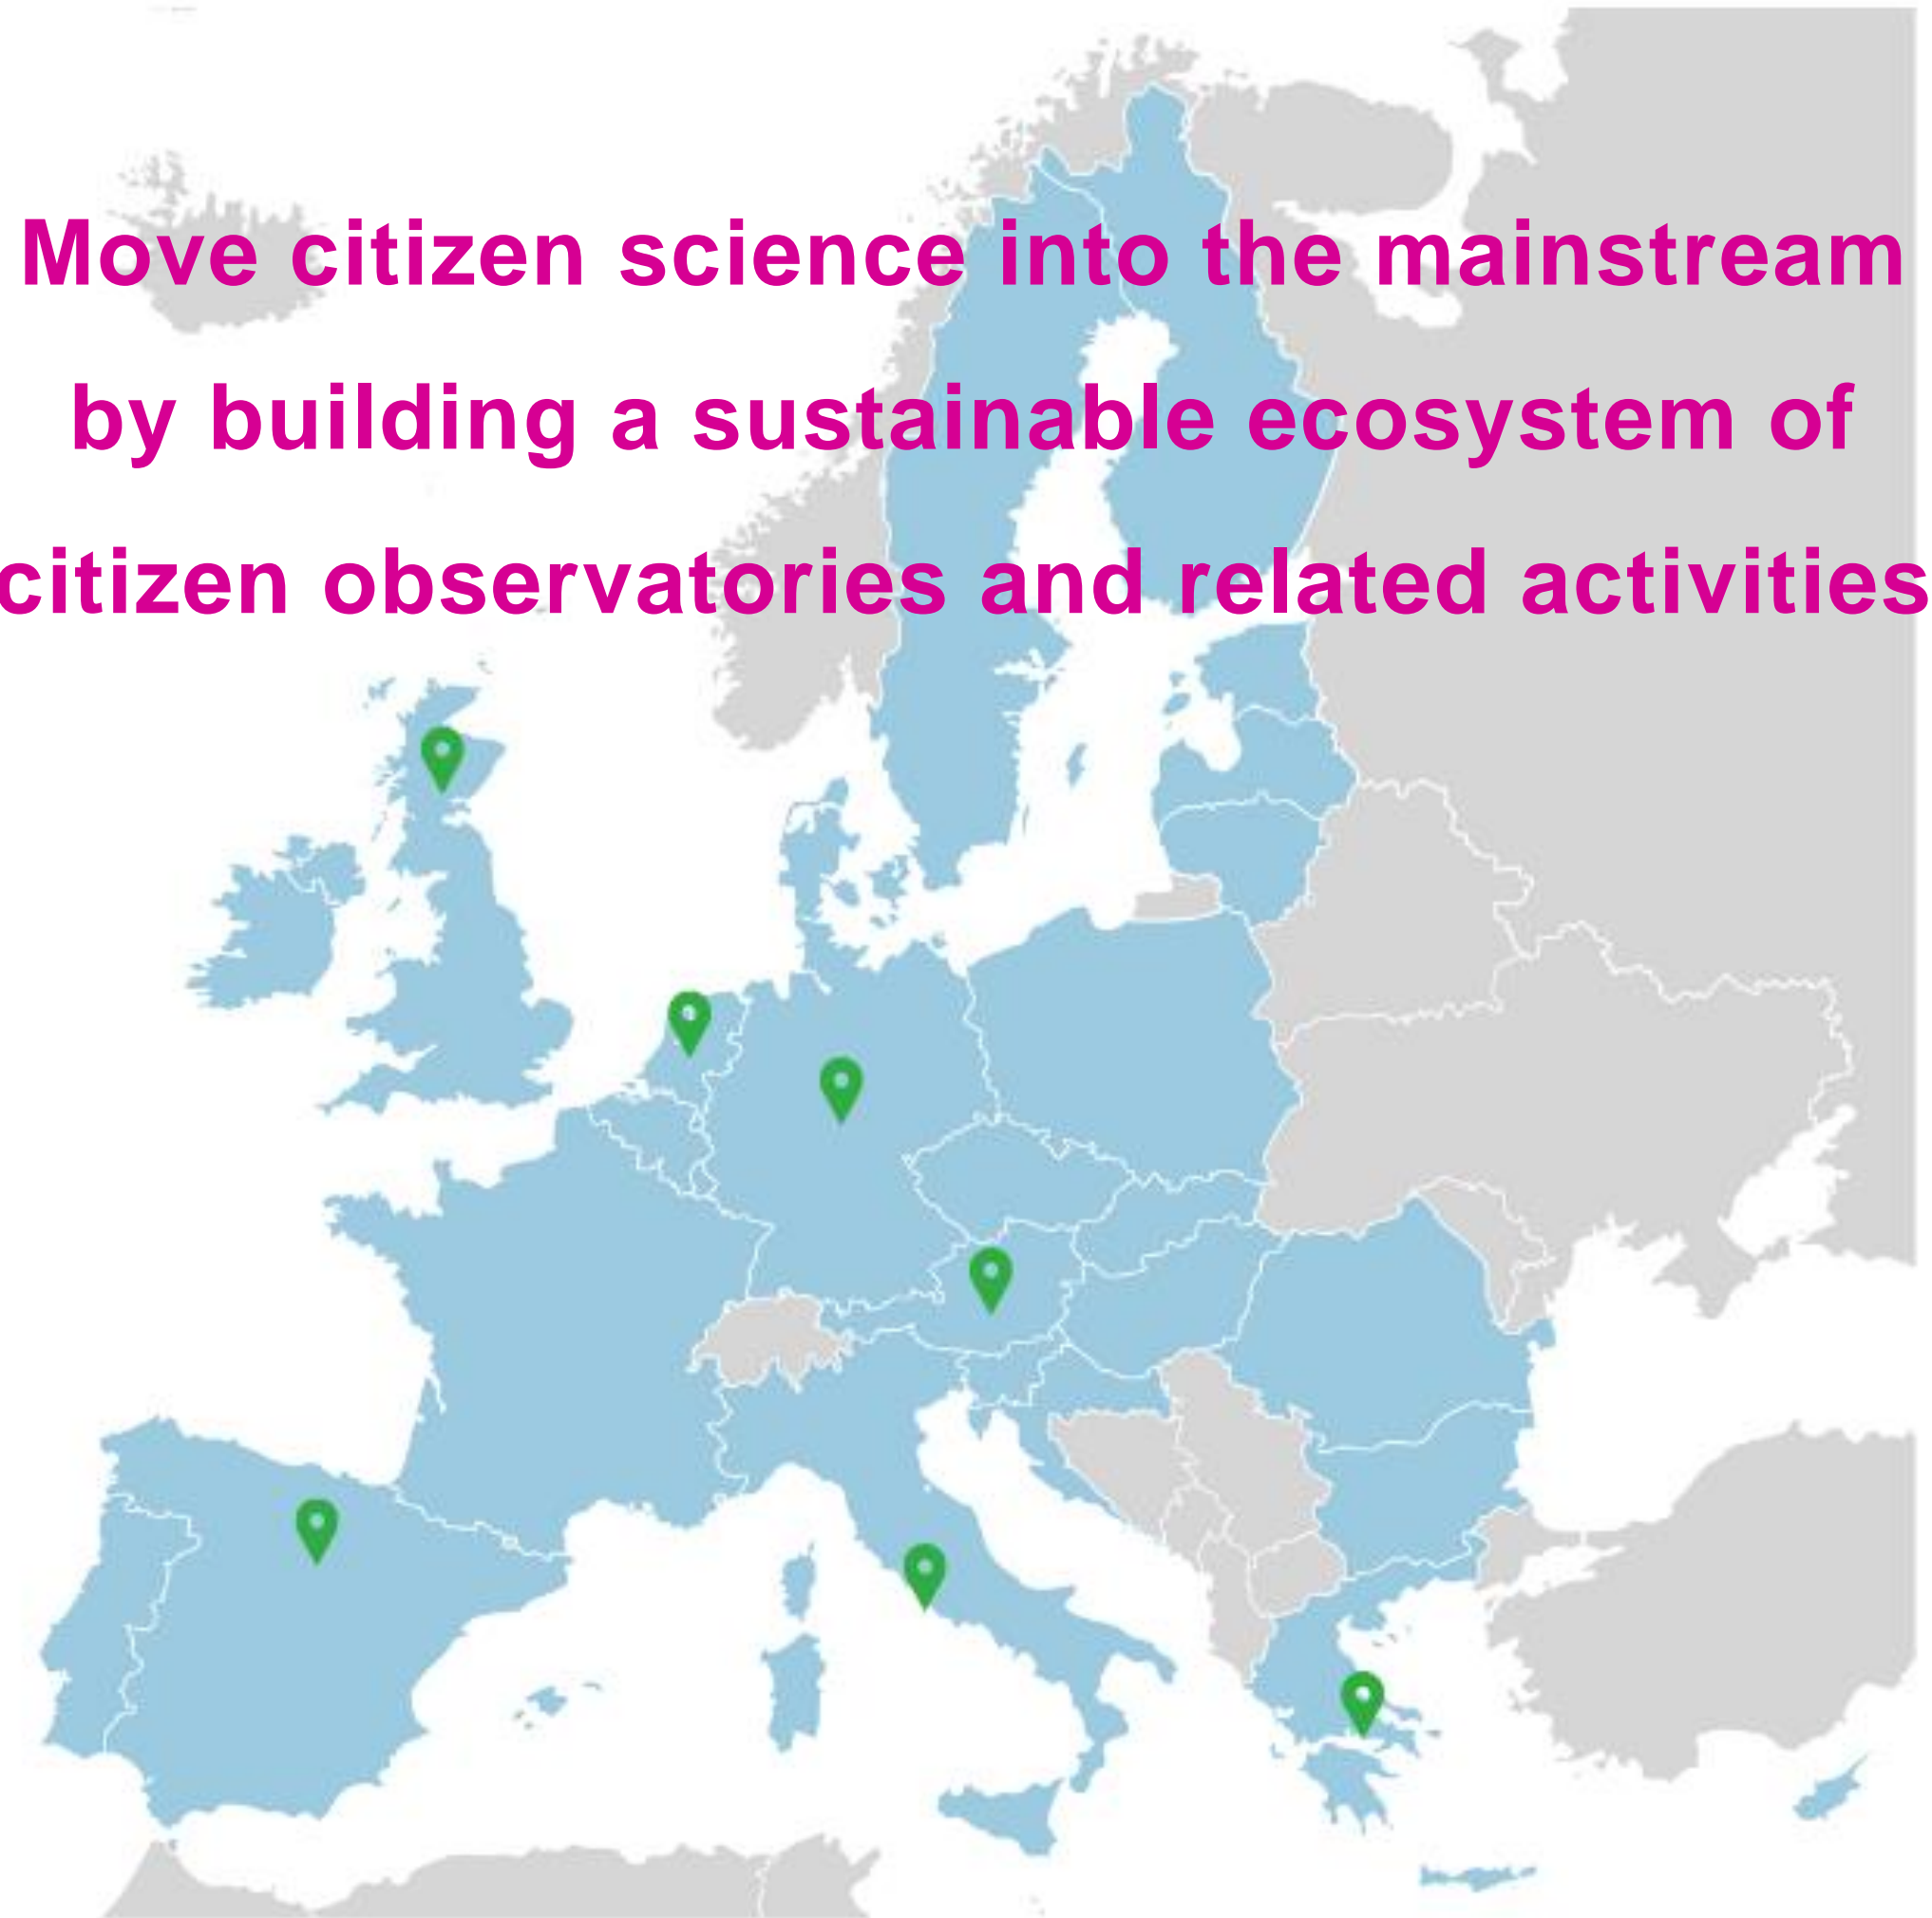 Move citizen science into the mainstream
by building a sustainable ecosystem of
citizen observatories and related activities